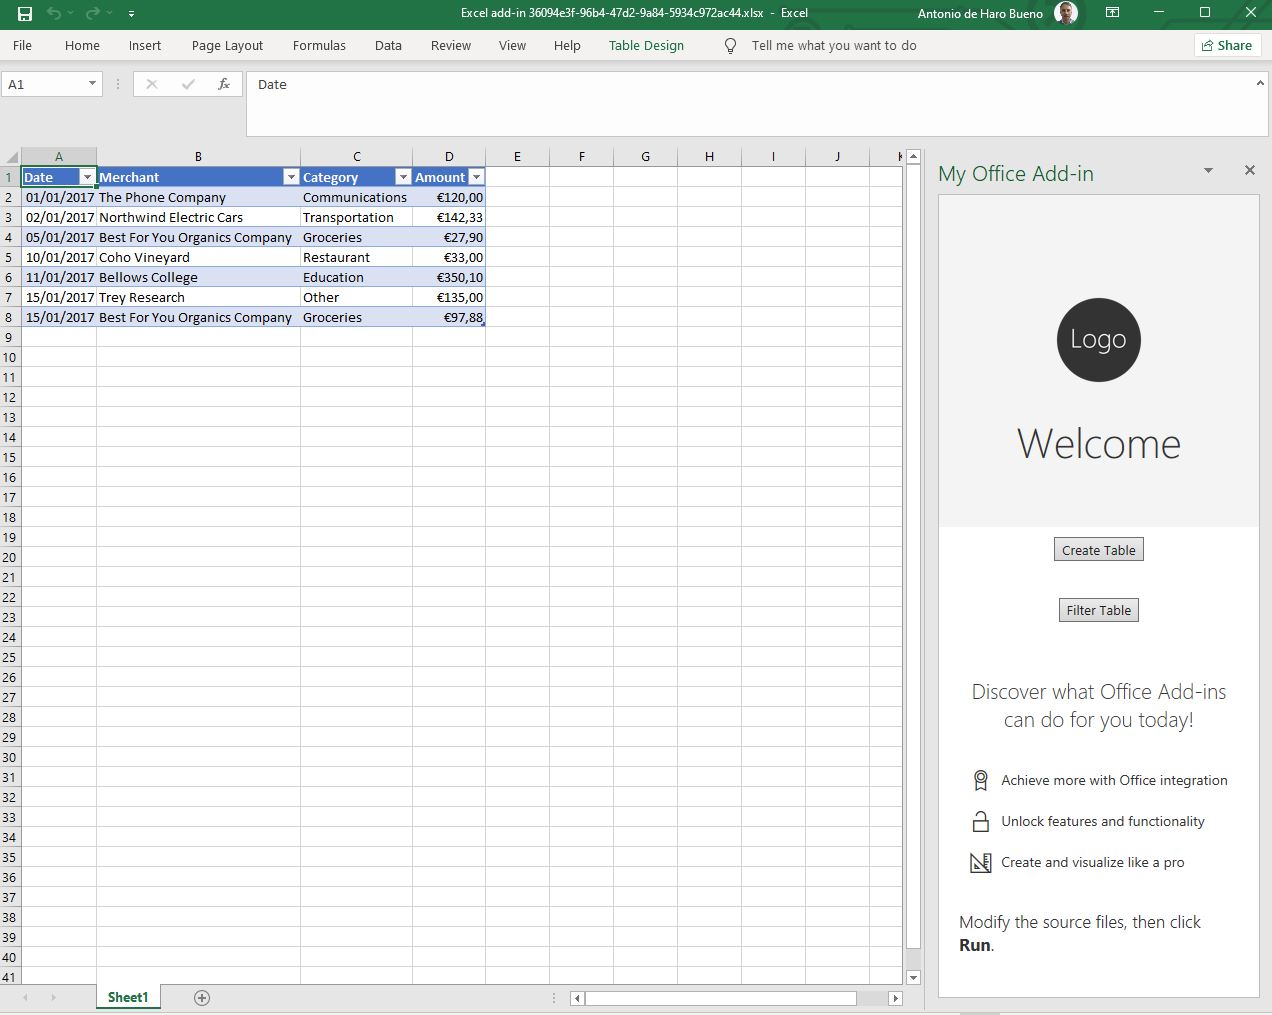 Excel add-in 36094e3f-96b4-47d2-9a84-5934c972ac44.xlsx - Excel
Antonio de Haro Bueno
File Home Insert Page Layout Formulas Data Review View Help Table Design Tell me what you want to do Share
A1 fx Date
A B C D E F G H I J K
1 Date Merchant Category Amount
2 01/01/2017 The Phone Company Communications €120,00
3 02/01/2017 Northwind Electric Cars Transportation €142,33
4 05/01/2017 Best For You Organics Company Groceries €27,90
5 10/01/2017 Coho Vineyard Restaurant €33,00
6 11/01/2017 Bellows College Education €350,10
7 15/01/2017 Trey Research Other €135,00
8 15/01/2017 Best For You Organics Company Groceries €97,88
9
10
11
12
13
14
15
16
17
18
19
20
21
22
23
24
25
26
27
28
29
30
31
32
33
34
35
36
37
38
39
40
41
Sheet1
My Office Add-in
Logo
Welcome
Create Table
Filter Table
Discover what Office Add-ins
can do for you today!
Achieve more with Office integration
Unlock features and functionality
Create and visualize like a pro
Modify the source files, then click
Run.